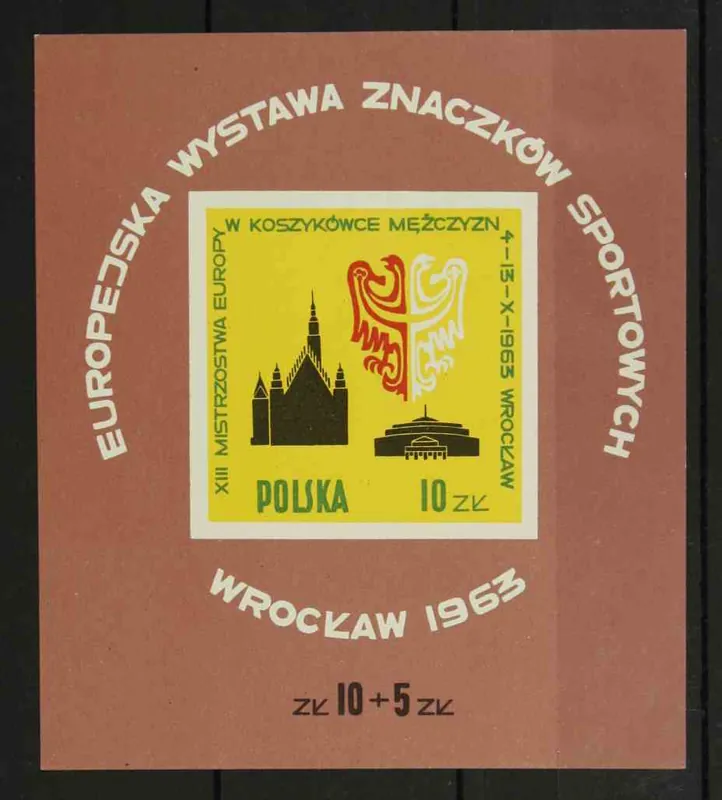 EUROPEJSKA WYSTAWA ZNACZKÓW SPORTOWYCH
XIII MISTRZOSTWA EUROPY
W KOSZYKÓWCE MĘŻCZYZN
4-13-X-1963 WROCŁAW
POLSKA 10 ZŁ
WROCŁAW 1963
ZŁ 10+5 ZŁ